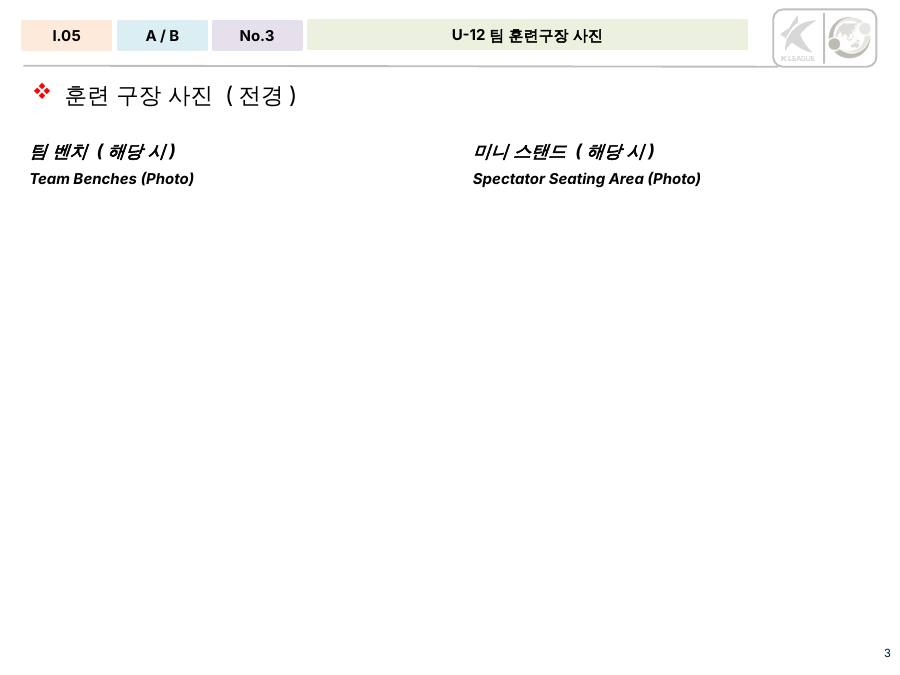 I.05 A / B No.3 U-12 팀 훈련구장 사진
K LEAGUE
❖ 훈련 구장 사진 ( 전경 )
팀 벤치 ( 해당 시 ) 미니 스탠드 ( 해당 시 )
Team Benches (Photo) Spectator Seating Area (Photo)
3